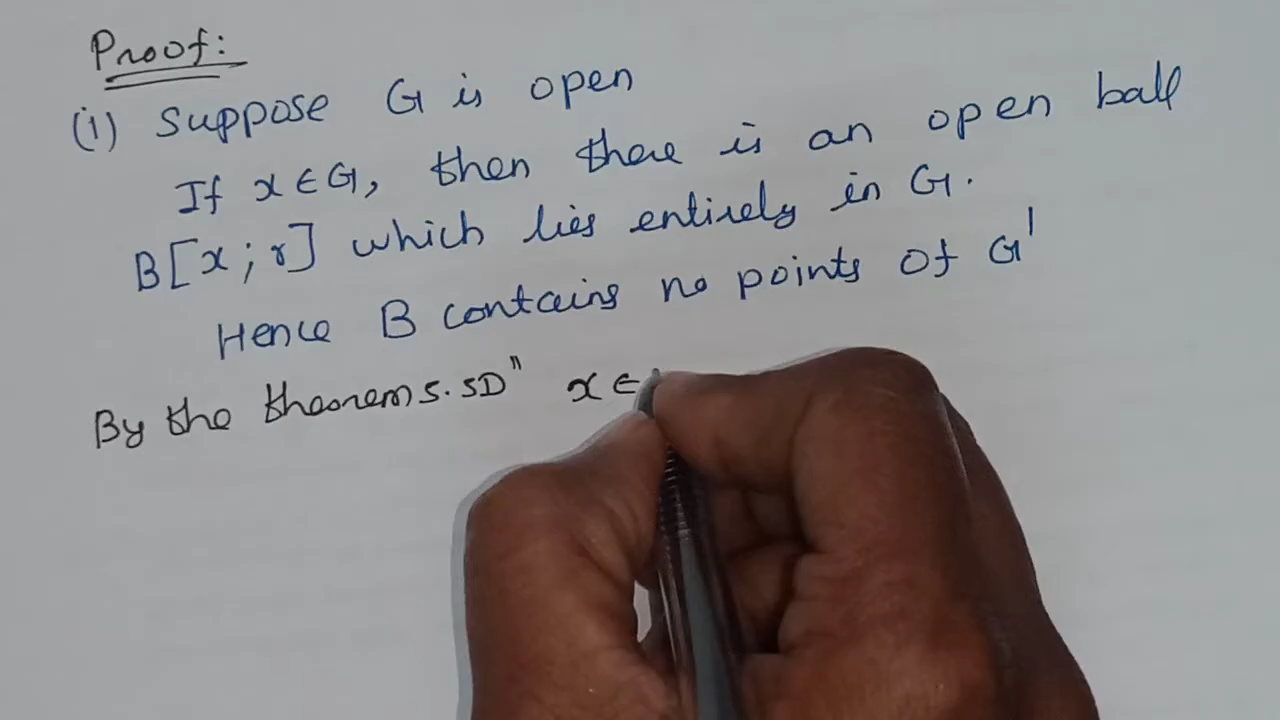 Proof:
(i) Suppose G is open
If x ∈ G, then there is an open ball
B[x; r] which lies entirely in G.
Hence B contains no points of G'
By the theorem 5.5D" x ∈